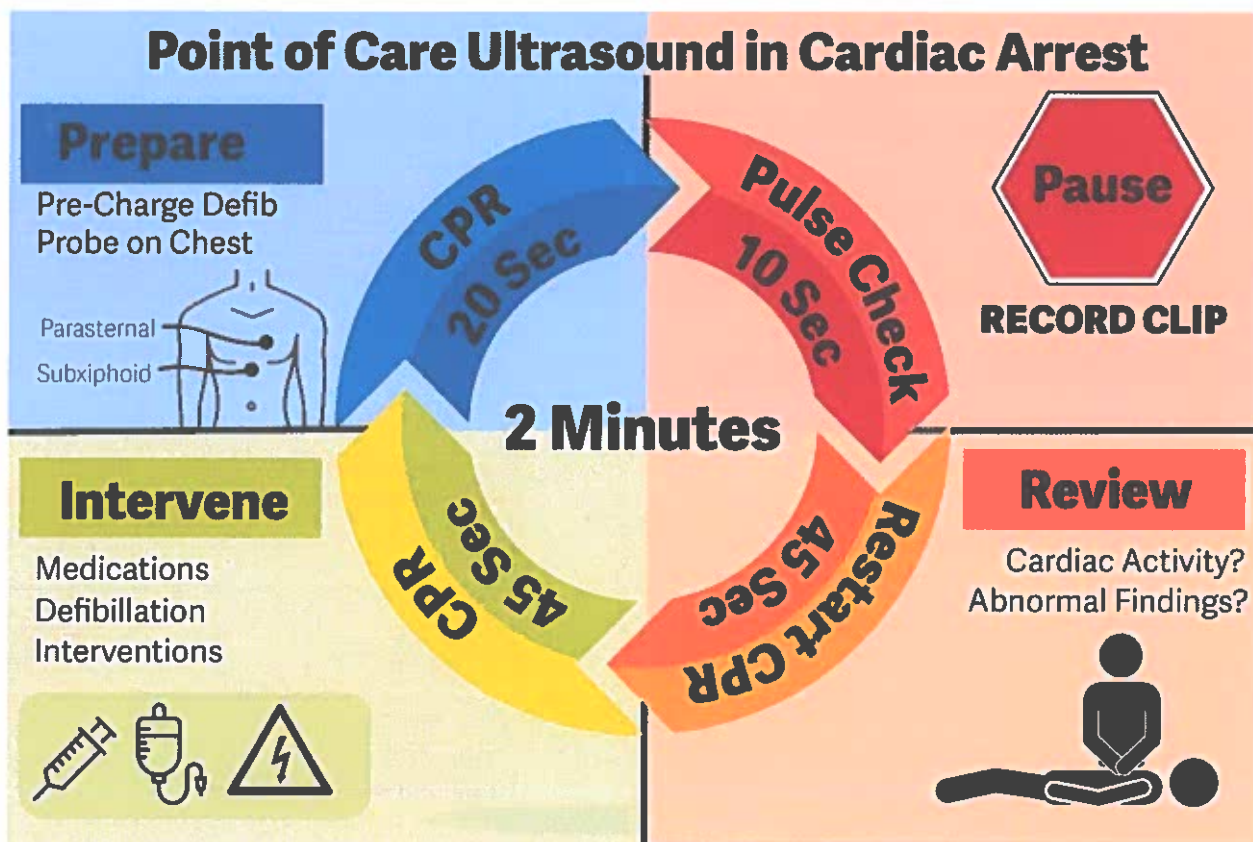 Point of Care Ultrasound in Cardiac Arrest
Prepare
Pre-Charge Defib
Probe on Chest
Parasternal
Subxiphoid
CPR
20 Sec
Pulse Check
10 Sec
Pause
RECORD CLIP
2 Minutes
Restart CPR
45 Sec
Review
Cardiac Activity?
Abnormal Findings?
CPR
45 Sec
Intervene
Medications
Defibillation
Interventions